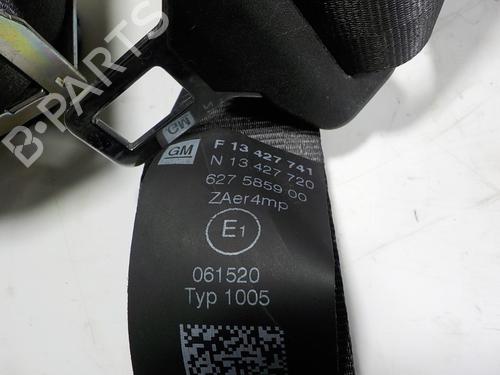 B-PARTS
GM
GM F 13 427 741
N 13 427 720
627 5859 00
ZAer4mp
E1
061520
Typ 1005